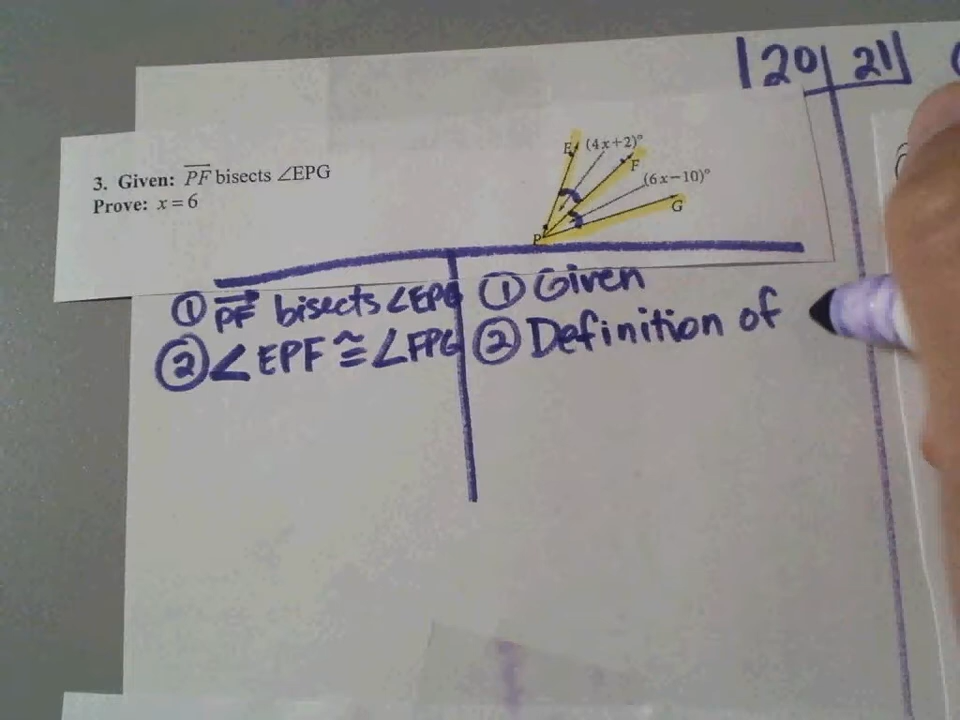 |20| 21|
3. Given: PF bisects ∠EPG
Prove: x = 6
E (4x+2)°
F
(6x−10)°
G
P
① PF bisects ∠EPG ① Given
② ∠EPF ≅ ∠FPG ② Definition of